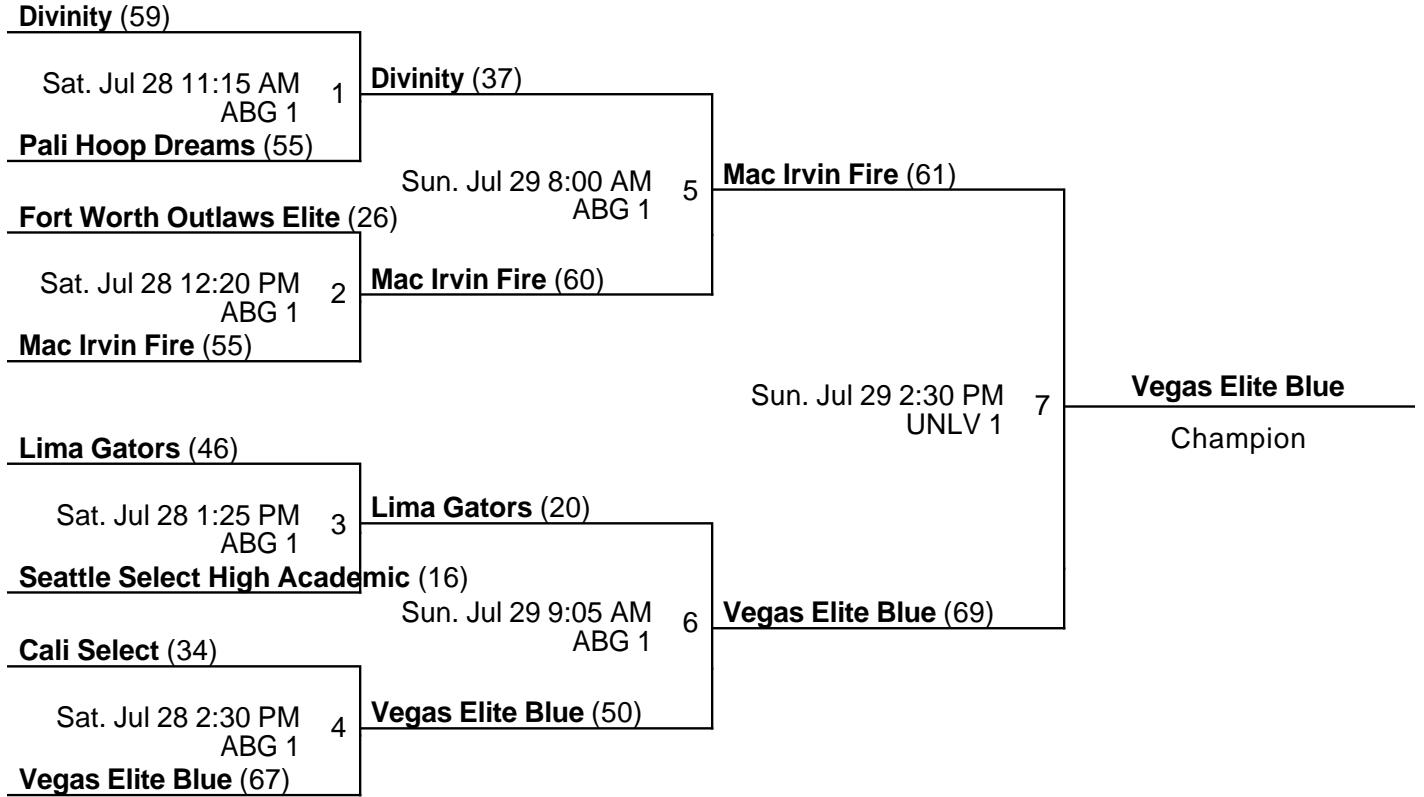 Divinity (59)
Sat. Jul 28 11:15 AM
ABG 1
1
Pali Hoop Dreams (55)
Divinity (37)
Fort Worth Outlaws Elite (26)
Sat. Jul 28 12:20 PM
ABG 1
2
Mac Irvin Fire (55)
Mac Irvin Fire (60)
Sun. Jul 29 8:00 AM
ABG 1
5
Mac Irvin Fire (61)
Lima Gators (46)
Sat. Jul 28 1:25 PM
ABG 1
3
Seattle Select High Academic (16)
Lima Gators (20)
Cali Select (34)
Sat. Jul 28 2:30 PM
ABG 1
4
Vegas Elite Blue (67)
Vegas Elite Blue (50)
Sun. Jul 29 9:05 AM
ABG 1
6
Vegas Elite Blue (69)
Sun. Jul 29 2:30 PM
UNLV 1
7
Vegas Elite Blue
Champion